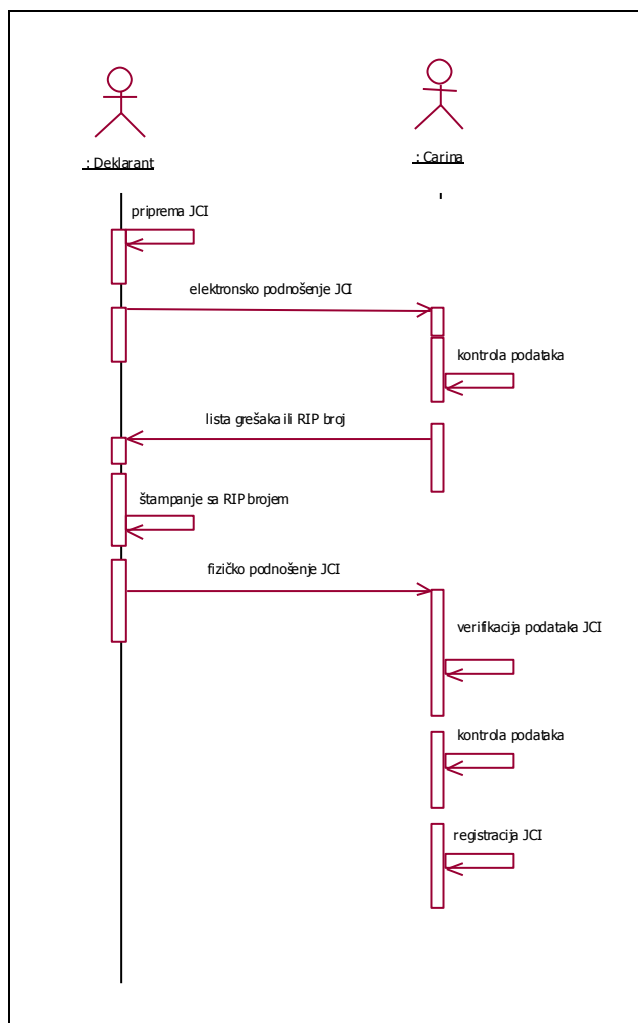 : Deklarant
: Carina
priprema JCI
elektronsko podnošenje JCI
kontrola podataka
lista grešaka ili RIP broj
štampanje sa RIP brojem
fizičko podnošenje JCI
verifikacija podataka JCI
kontrola podataka
registracija JCI